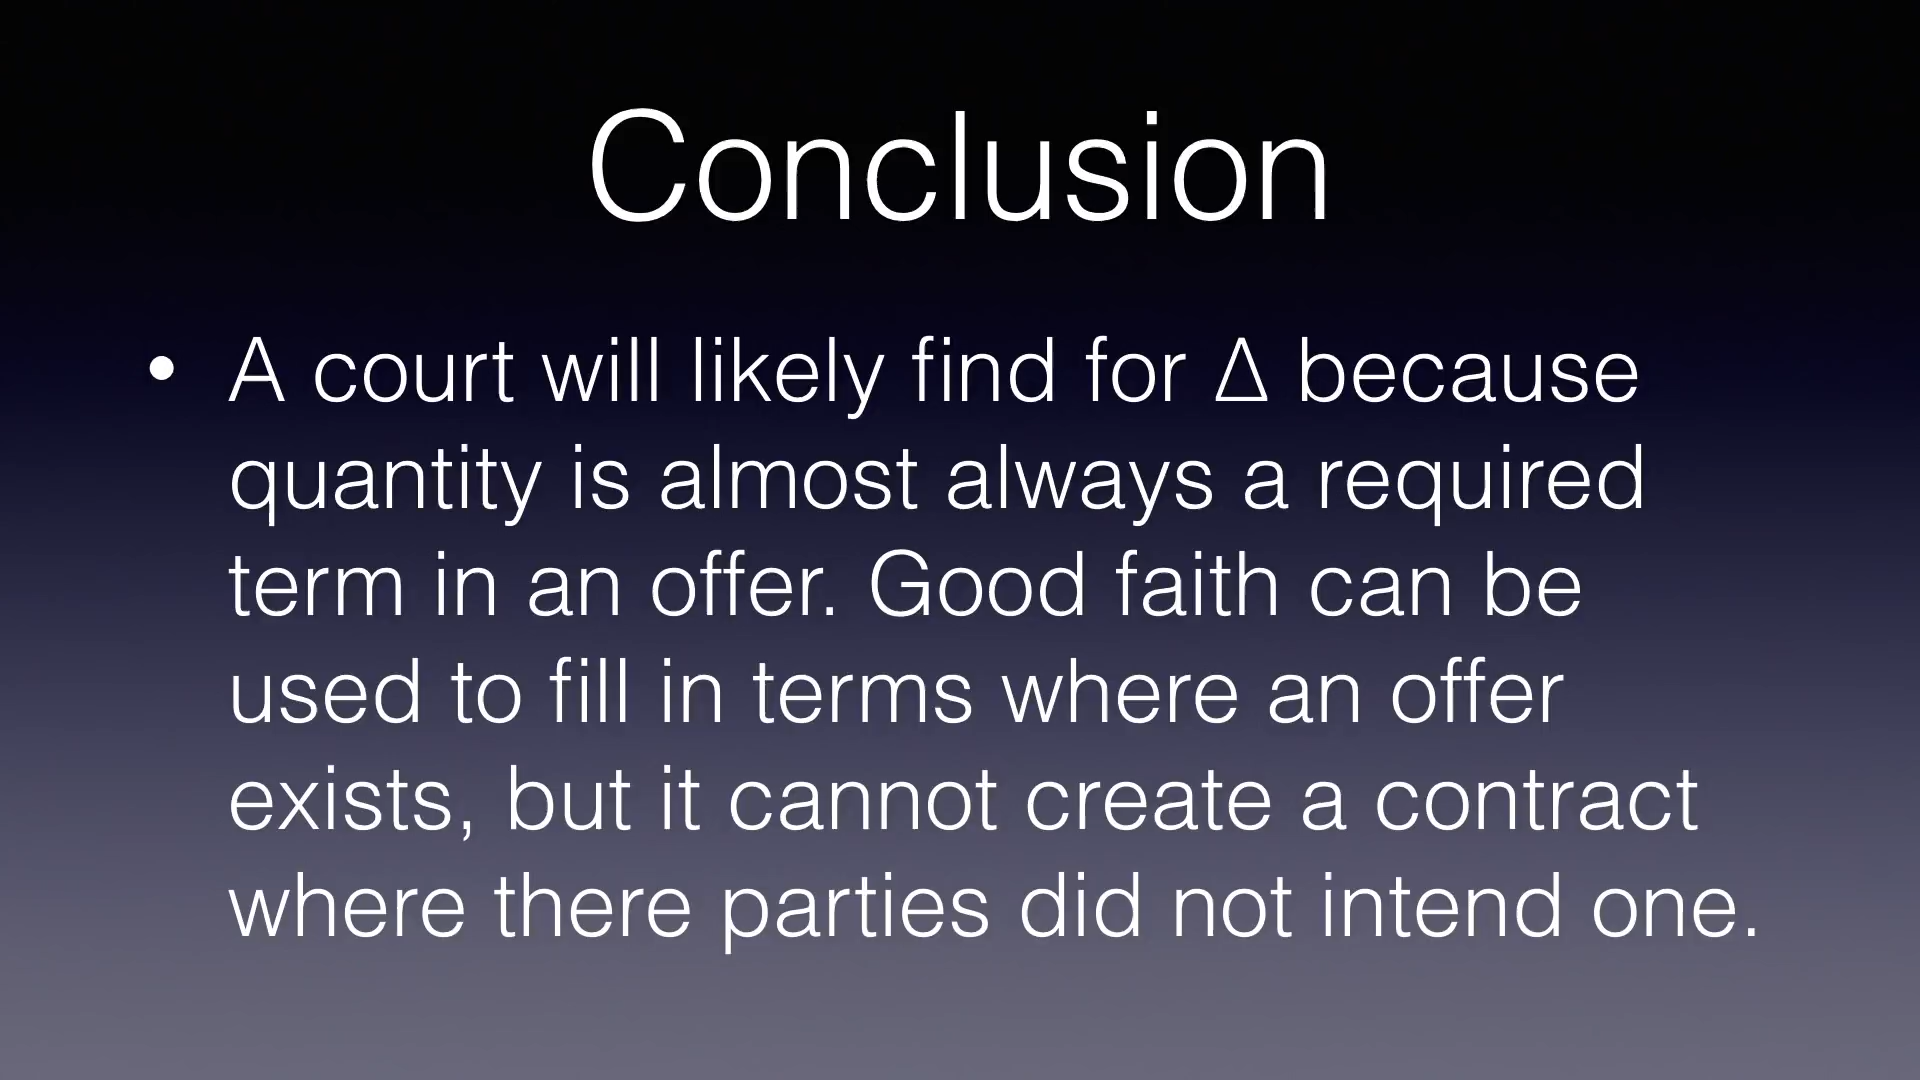 Conclusion
• A court will likely find for Δ because
quantity is almost always a required
term in an offer. Good faith can be
used to fill in terms where an offer
exists, but it cannot create a contract
where there parties did not intend one.